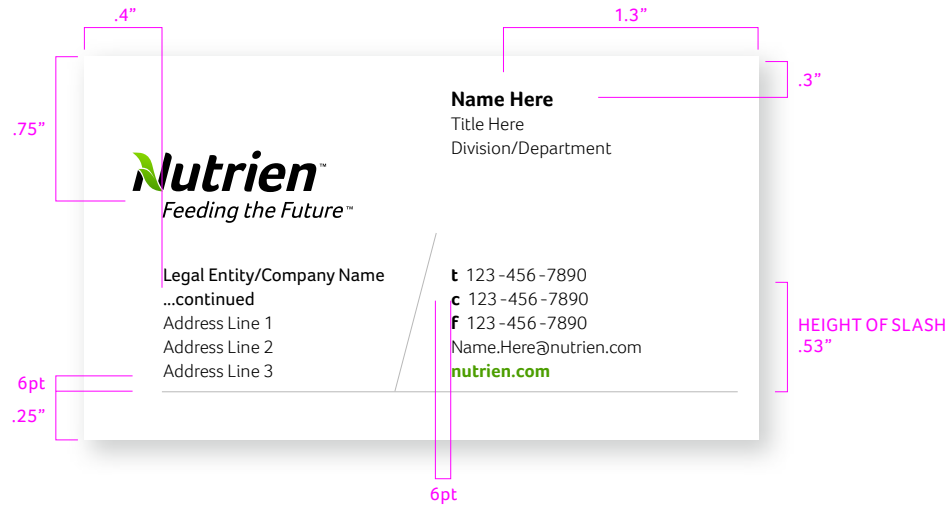 .4”
1.3”
.3”
.75”
Name Here
Title Here
Division/Department
Nutrien™
Feeding the Future™
Legal Entity/Company Name
...continued
Address Line 1
Address Line 2
Address Line 3
t 123-456-7890
c 123-456-7890
f 123-456-7890
Name.Here@nutrien.com
nutrien.com
HEIGHT OF SLASH
.53”
6pt
.25”
6pt